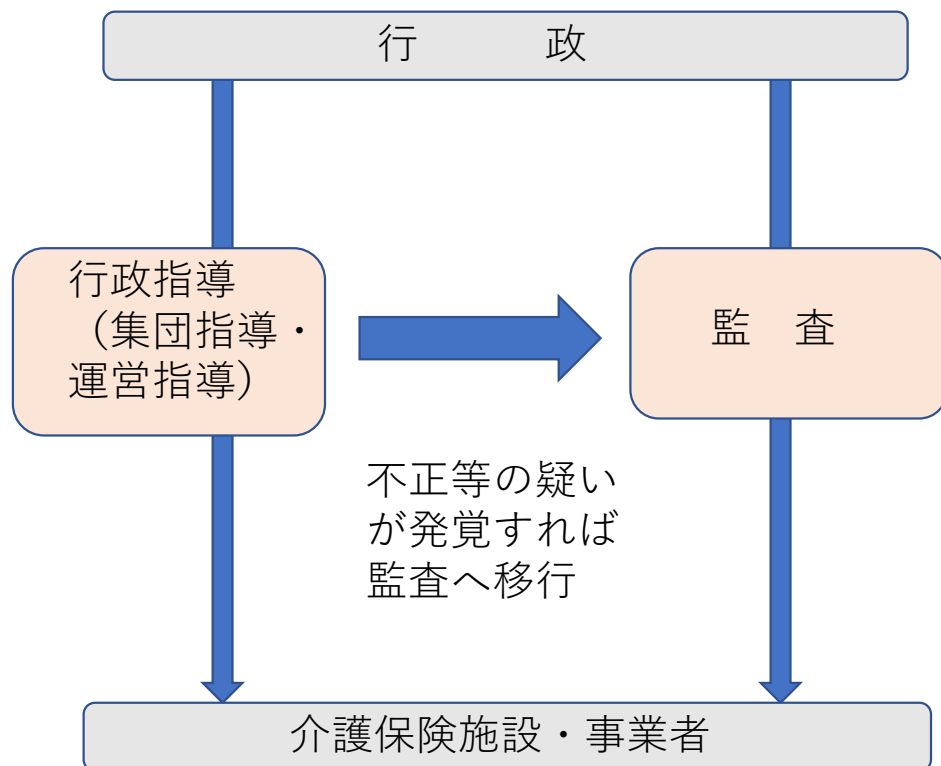 行　政
行政指導
（集団指導・
運営指導）
監　査
不正等の疑い
が発覚すれば
監査へ移行
介護保険施設・事業者